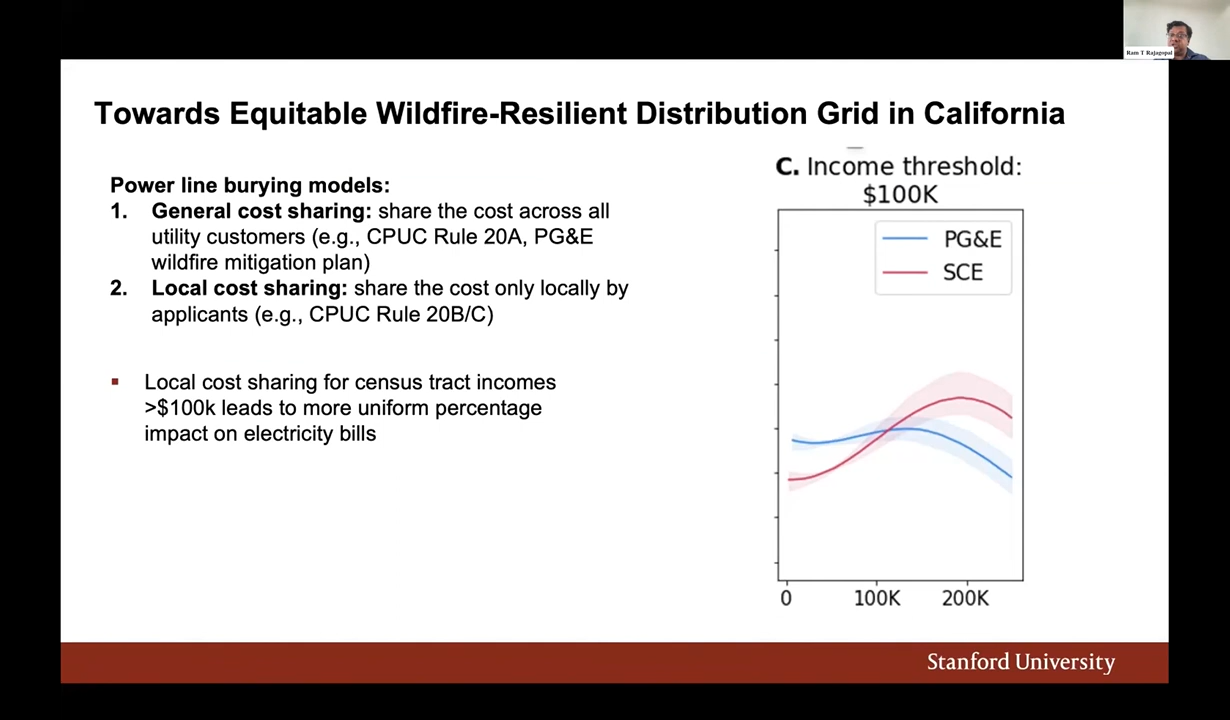 Ram T Rajagopal
Towards Equitable Wildfire-Resilient Distribution Grid in California
Power line burying models:
1. General cost sharing: share the cost across all
utility customers (e.g., CPUC Rule 20A, PG&E
wildfire mitigation plan)
2. Local cost sharing: share the cost only locally by
applicants (e.g., CPUC Rule 20B/C)
▪ Local cost sharing for census tract incomes
>$100k leads to more uniform percentage
impact on electricity bills
C. Income threshold:
$100K
PG&E
SCE
0 100K 200K
Stanford University